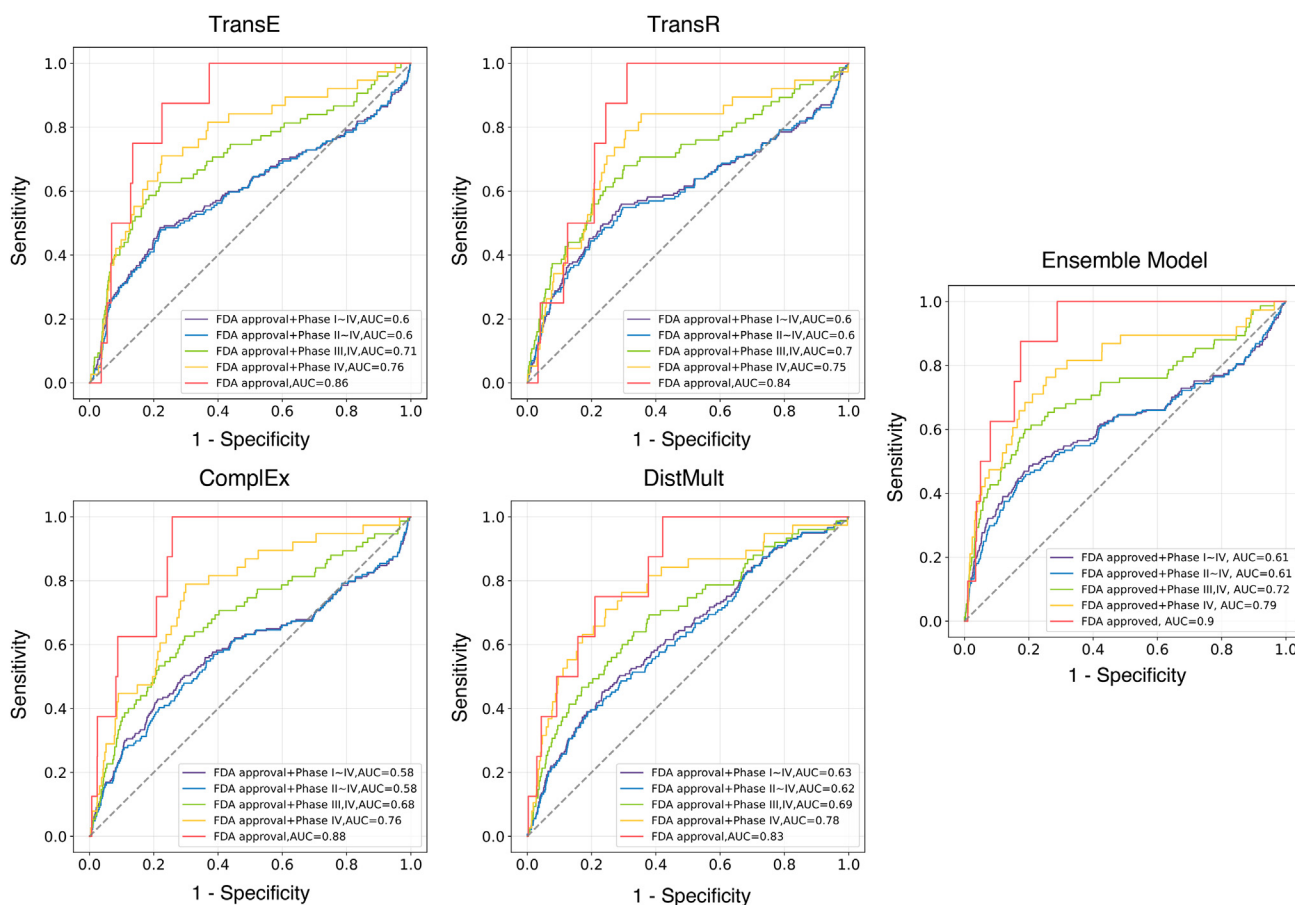 TransE
Sensitivity
1.0
0.8
0.6
0.4
0.2
0.0
FDA approval+Phase I~IV,AUC=0.6
FDA approval+Phase II~IV,AUC=0.6
FDA approval+Phase III,IV,AUC=0.71
FDA approval+Phase IV,AUC=0.76
FDA approval,AUC=0.86
0.0 0.2 0.4 0.6 0.8 1.0
1 - Specificity
TransR
Sensitivity
1.0
0.8
0.6
0.4
0.2
0.0
FDA approval+Phase I~IV,AUC=0.6
FDA approval+Phase II~IV,AUC=0.6
FDA approval+Phase III,IV,AUC=0.7
FDA approval+Phase IV,AUC=0.75
FDA approval,AUC=0.84
0.0 0.2 0.4 0.6 0.8 1.0
1 - Specificity
ComplEx
Sensitivity
1.0
0.8
0.6
0.4
0.2
0.0
FDA approval+Phase I~IV,AUC=0.58
FDA approval+Phase II~IV,AUC=0.58
FDA approval+Phase III,IV,AUC=0.68
FDA approval+Phase IV,AUC=0.76
FDA approval,AUC=0.88
0.0 0.2 0.4 0.6 0.8 1.0
1 - Specificity
DistMult
Sensitivity
1.0
0.8
0.6
0.4
0.2
0.0
FDA approval+Phase I~IV,AUC=0.63
FDA approval+Phase II~IV,AUC=0.62
FDA approval+Phase III,IV,AUC=0.69
FDA approval+Phase IV,AUC=0.78
FDA approval,AUC=0.83
0.0 0.2 0.4 0.6 0.8 1.0
1 - Specificity
Ensemble Model
Sensitivity
1.0
0.8
0.6
0.4
0.2
0.0
FDA approved+Phase I~IV, AUC=0.61
FDA approved+Phase II~IV, AUC=0.61
FDA approved+Phase III,IV, AUC=0.72
FDA approved+Phase IV, AUC=0.79
FDA approved, AUC=0.9
0.0 0.2 0.4 0.6 0.8 1.0
1 - Specificity